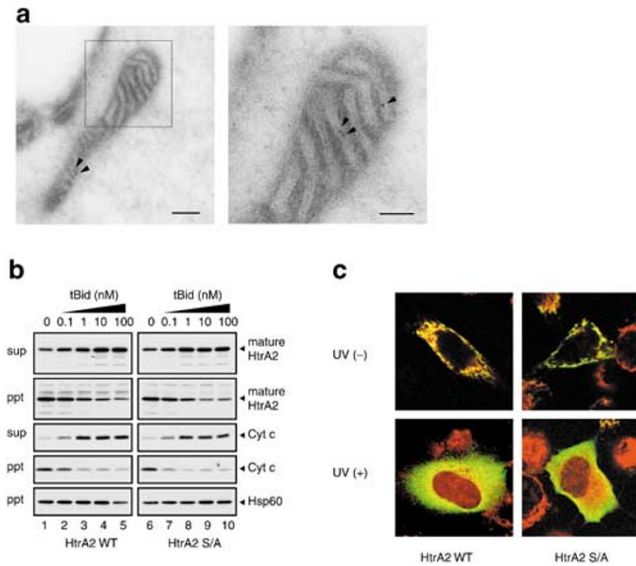 a
b
tBid (nM)
tBid (nM)
0 0.1 1 10 100
0 0.1 1 10 100
sup
mature
HtrA2
ppt
mature
HtrA2
sup
Cyt c
ppt
Cyt c
ppt
Hsp60
1 2 3 4 5
6 7 8 9 10
HtrA2 WT
HtrA2 S/A
c
UV (–)
UV (+)
HtrA2 WT
HtrA2 S/A